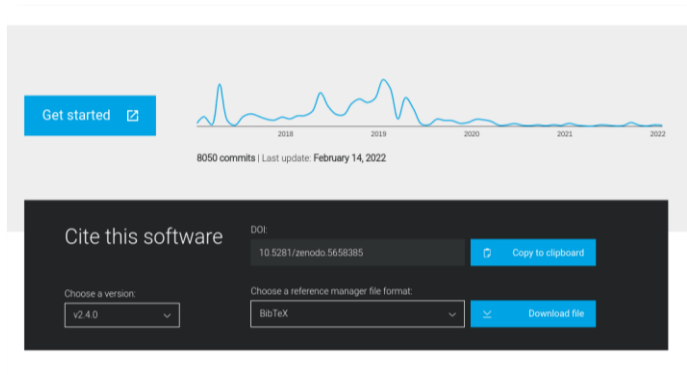 Get started
2018 2019 2020 2021 2022
8050 commits | Last update: February 14, 2022
Cite this software
DOI:
10.5281/zenodo.5658385
Copy to clipboard
Choose a version:
v2.4.0
Choose a reference manager file format:
BibTeX
Download file